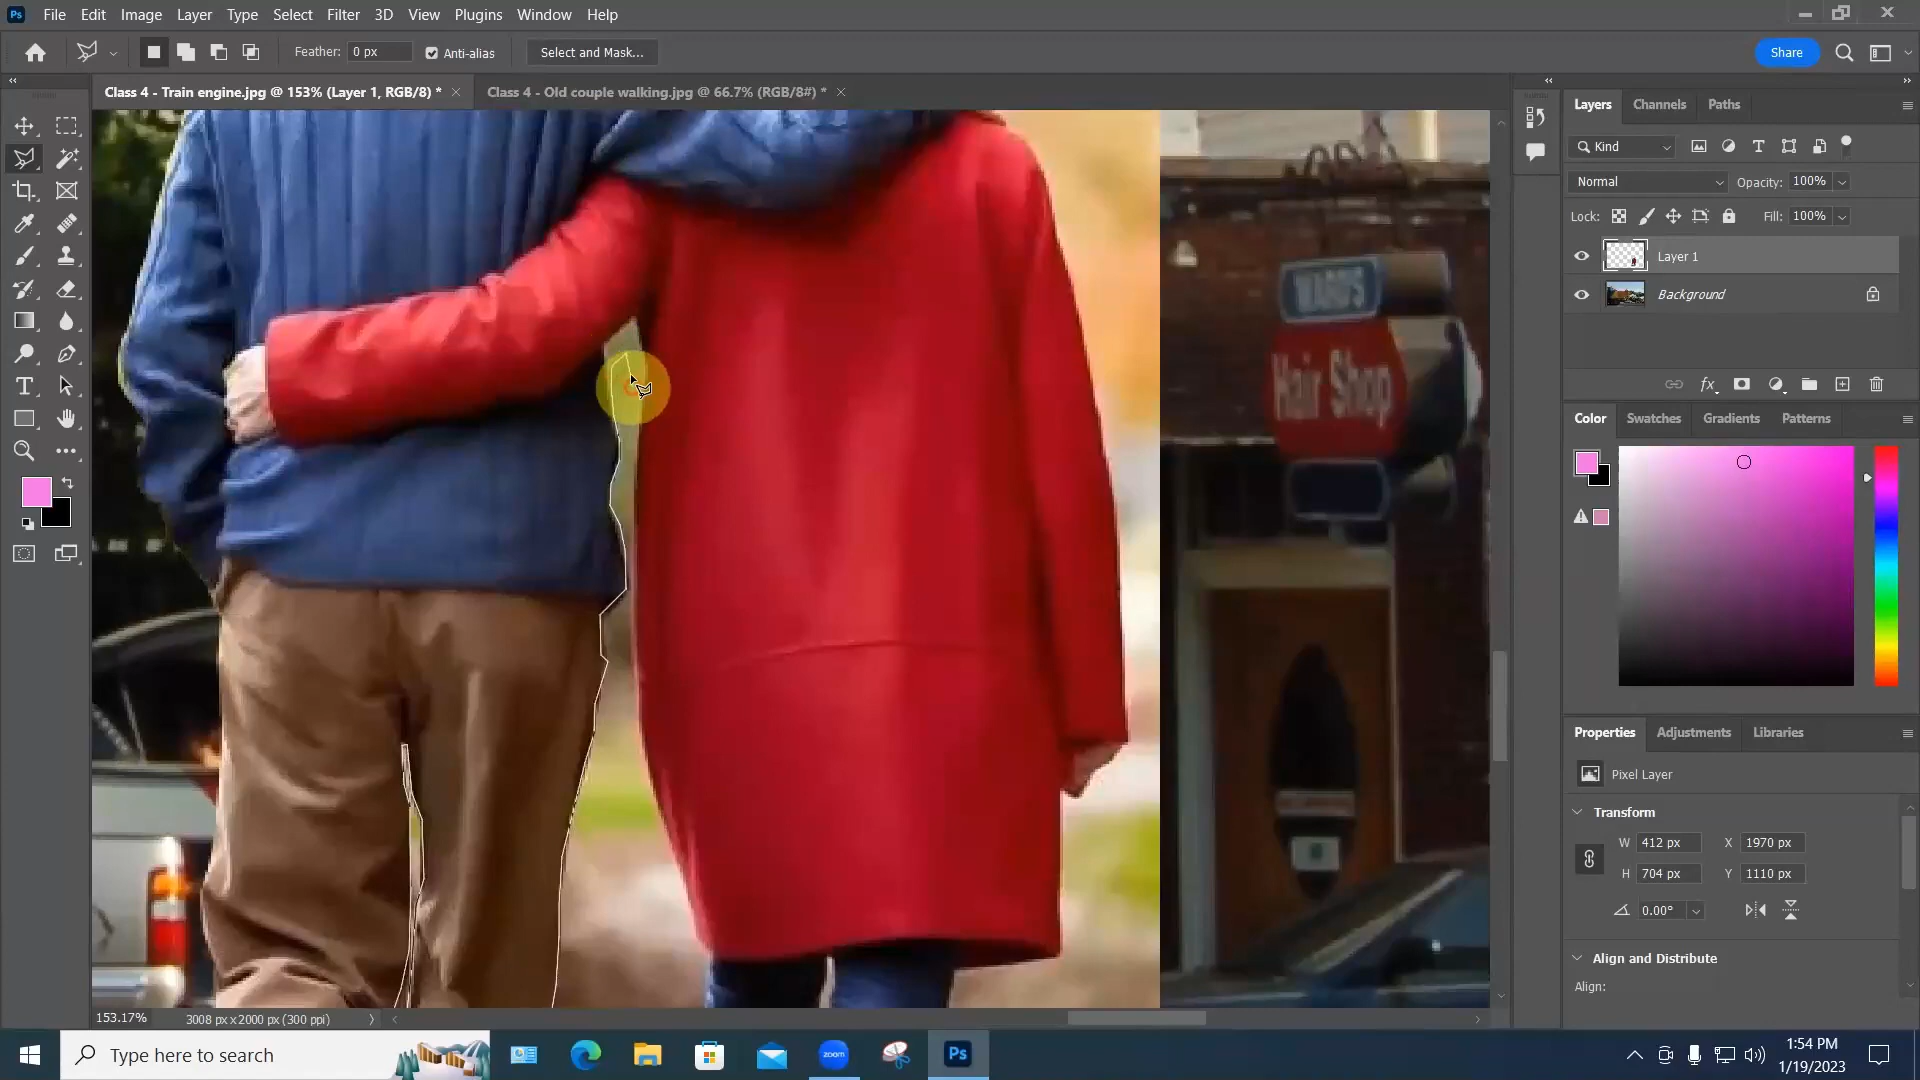 Ps File Edit Image Layer Type Select Filter 3D View Plugins Window Help
Feather: 0 px Anti-alias Select and Mask... Share
Class 4 - Train engine.jpg @ 153% (Layer 1, RGB/8) * Class 4 - Old couple walking.jpg @ 66.7% (RGB/8#) *
Layers Channels Paths
Kind
Normal Opacity: 100%
Lock: Fill: 100%
Layer 1
Background
fx
WARD'S
Hair Shop
Color Swatches Gradients Patterns
Properties Adjustments Libraries
Pixel Layer
Transform
W 412 px X 1970 px
H 704 px Y 1110 px
0.00°
Align and Distribute
Align:
153.17% 3008 px x 2000 px (300 ppi)
Type here to search
zoom
Ps
1:54 PM
1/19/2023